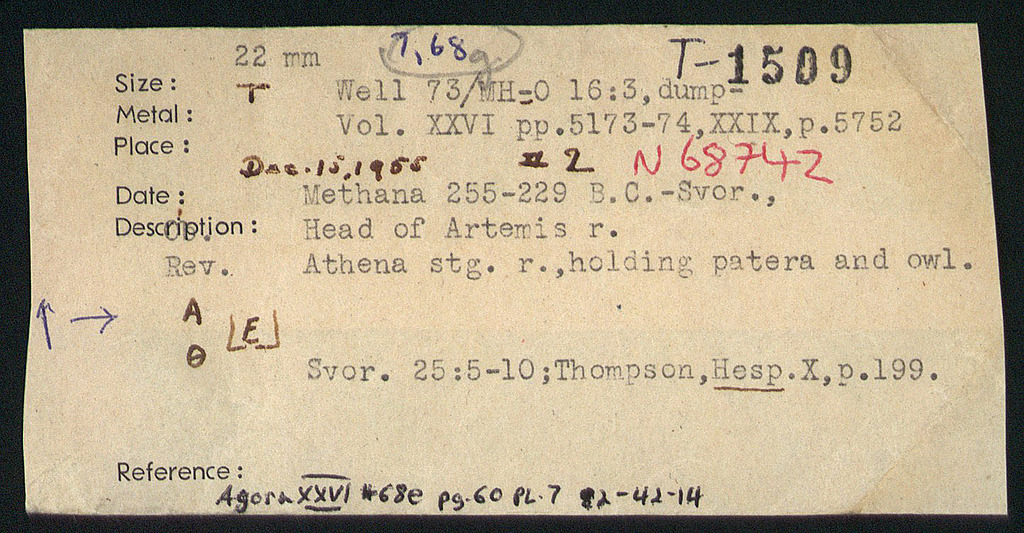 22 mm 7,68g. T-1509
Size: T Well 73/MH=O 16:3,dump-
Metal: Vol. XXVI pp.5173-74,XXIX,p.5752
Place:
Dec.15,1955 #2 N 68742
Date: Methana 255-229 B.C.-Svor.,
Description: Ob. Head of Artemis r.
Rev. Athena stg. r.,holding patera and owl.
↑ → A [E]
Θ
Svor. 25:5-10;Thompson,Hesp.X,p.199.
Reference:
Agora XXVI #68e pg.60 PL.7 -42-14